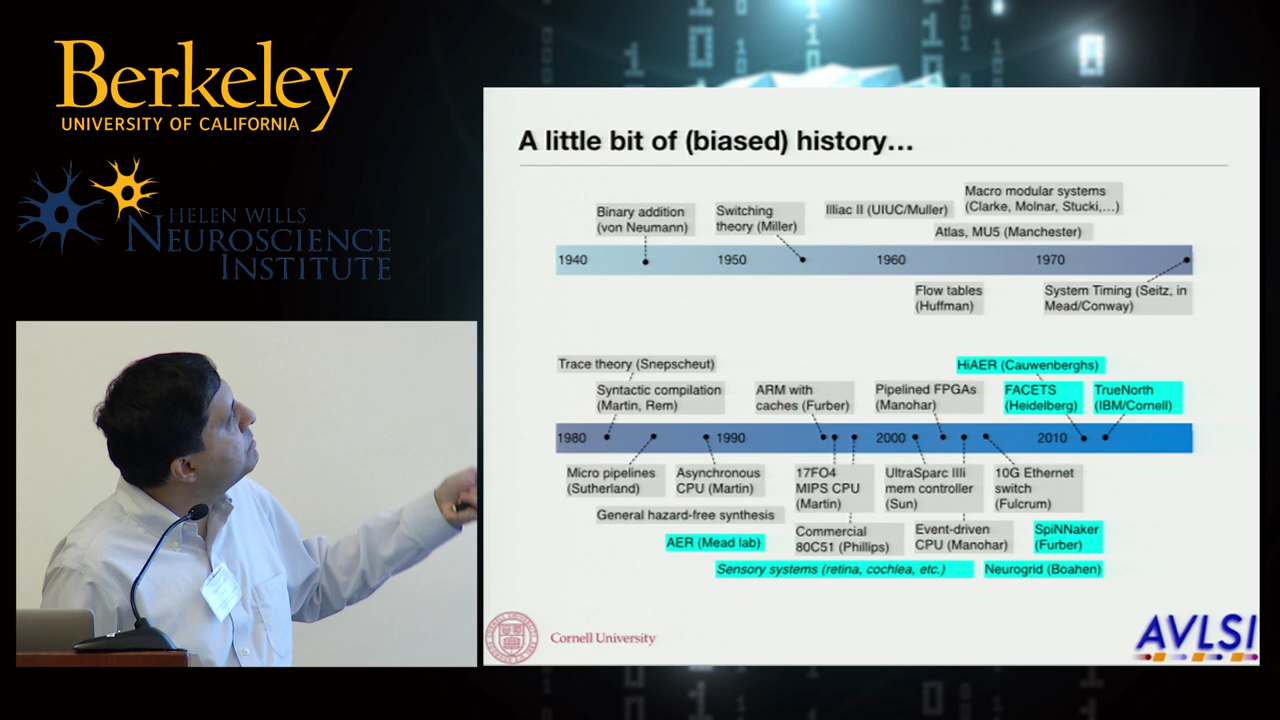 Berkeley
UNIVERSITY OF CALIFORNIA
HELEN WILLS
NEUROSCIENCE
INSTITUTE
A little bit of (biased) history…
Macro modular systems
(Clarke, Molnar, Stucki,...)
Binary addition
(von Neumann)
Switching
theory (Miller)
Illiac II (UIUC/Muller)
Atlas, MU5 (Manchester)
1940
1950
1960
1970
Flow tables
(Huffman)
System Timing (Seitz, in
Mead/Conway)
Trace theory (Snepscheut)
HiAER (Cauwenberghs)
Syntactic compilation
(Martin, Rem)
ARM with
caches (Furber)
Pipelined FPGAs
(Manohar)
FACETS
(Heidelberg)
TrueNorth
(IBM/Cornell)
1980
1990
2000
2010
Micro pipelines
(Sutherland)
Asynchronous
CPU (Martin)
17FO4
MIPS CPU
(Martin)
UltraSparc IIIi
mem controller
(Sun)
10G Ethernet
switch
(Fulcrum)
General hazard-free synthesis
Commercial
80C51 (Phillips)
Event-driven
CPU (Manohar)
SpiNNaker
(Furber)
AER (Mead lab)
Sensory systems (retina, cochlea, etc.)
Neurogrid (Boahen)
Cornell University
AVLSI